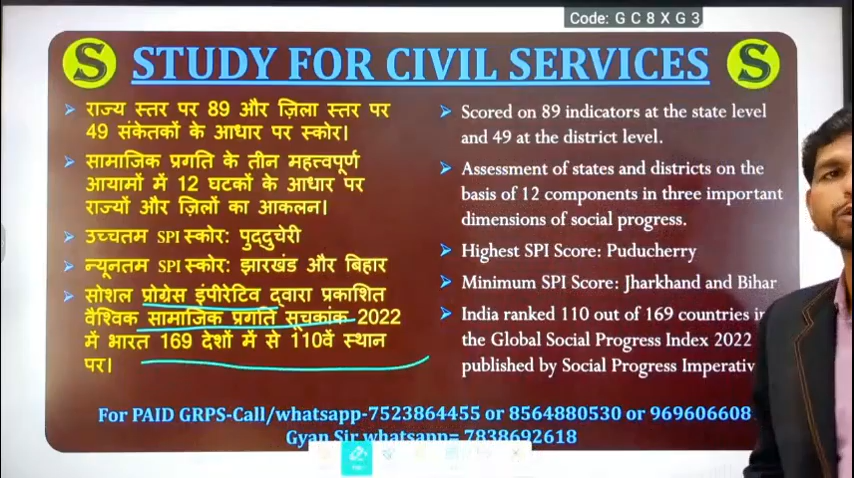 Code: G C 8 X G 3
S STUDY FOR CIVIL SERVICES S
राज्य स्तर पर 89 और ज़िला स्तर पर
49 संकेतकों के आधार पर स्कोर।
सामाजिक प्रगति के तीन महत्त्वपूर्ण
आयामों में 12 घटकों के आधार पर
राज्यों और ज़िलों का आकलन।
उच्चतम SPI स्कोर: पुद्दुचेरी
न्यूनतम SPI स्कोर: झारखंड और बिहार
सोशल प्रोग्रेस इंपीरेटिव द्वारा प्रकाशित
वैश्विक सामाजिक प्रगति सूचकांक 2022
में भारत 169 देशों में से 110वें स्थान
पर।
Scored on 89 indicators at the state level
and 49 at the district level.
Assessment of states and districts on the
basis of 12 components in three important
dimensions of social progress.
Highest SPI Score: Puducherry
Minimum SPI Score: Jharkhand and Bihar
India ranked 110 out of 169 countries in
the Global Social Progress Index 2022
published by Social Progress Imperativ
For PAID GRPS-Call/whatsapp-7523864455 or 8564880530 or 969606608
Gyan Sir whatsapp= 7838692618